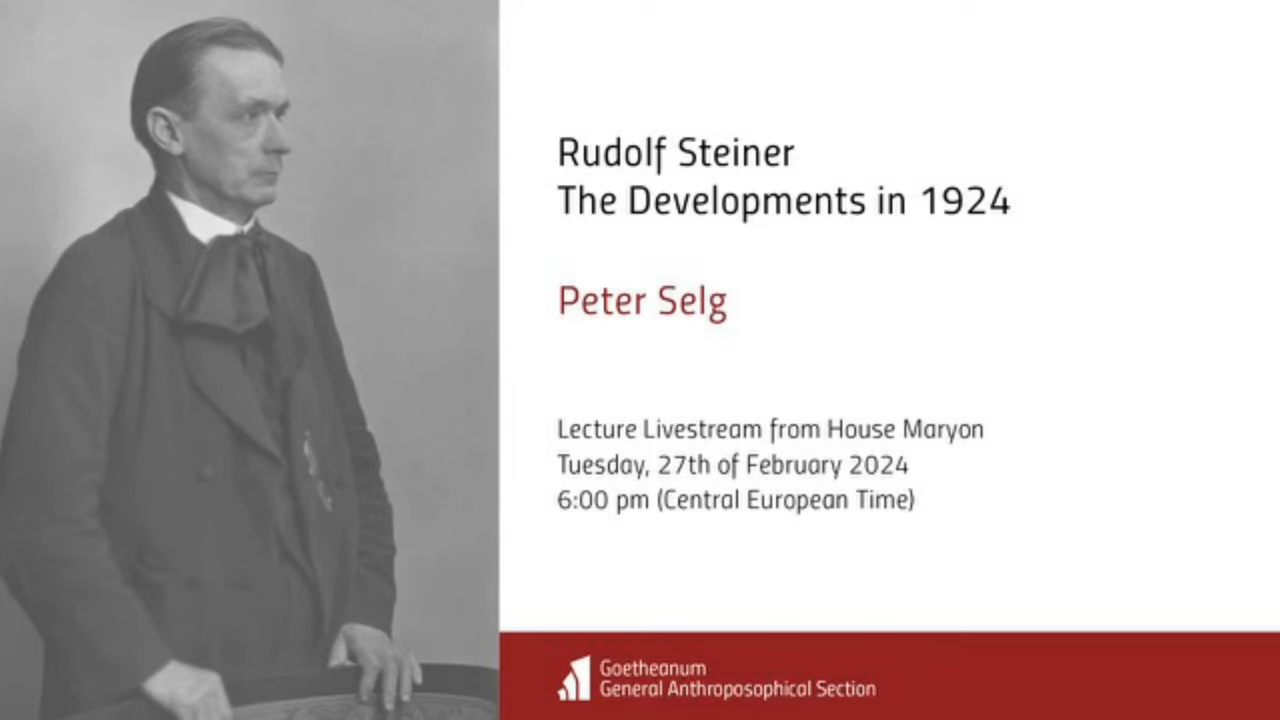 Rudolf Steiner
The Developments in 1924
Peter Selg
Lecture Livestream from House Maryon
Tuesday, 27th of February 2024
6:00 pm (Central European Time)
Goetheanum
General Anthroposophical Section